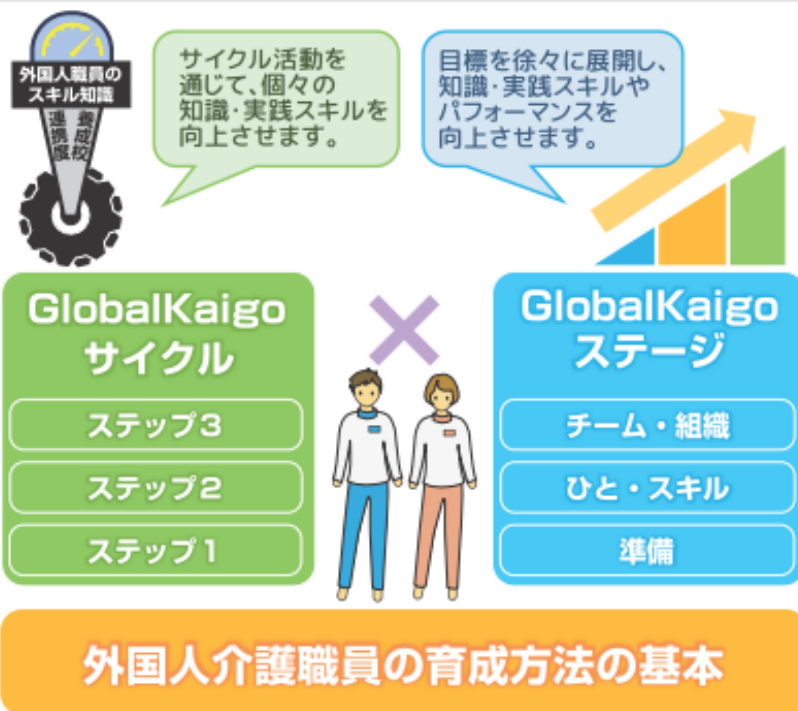 外国人職員の
スキル知識
養成校
連携度
サイクル活動を
通じて、個々の
知識・実践スキルを
向上させます。
目標を徐々に展開し、
知識・実践スキルや
パフォーマンスを
向上させます。
GlobalKaigo
サイクル
ステップ3
ステップ2
ステップ1
GlobalKaigo
ステージ
チーム・組織
ひと・スキル
準備
外国人介護職員の育成方法の基本